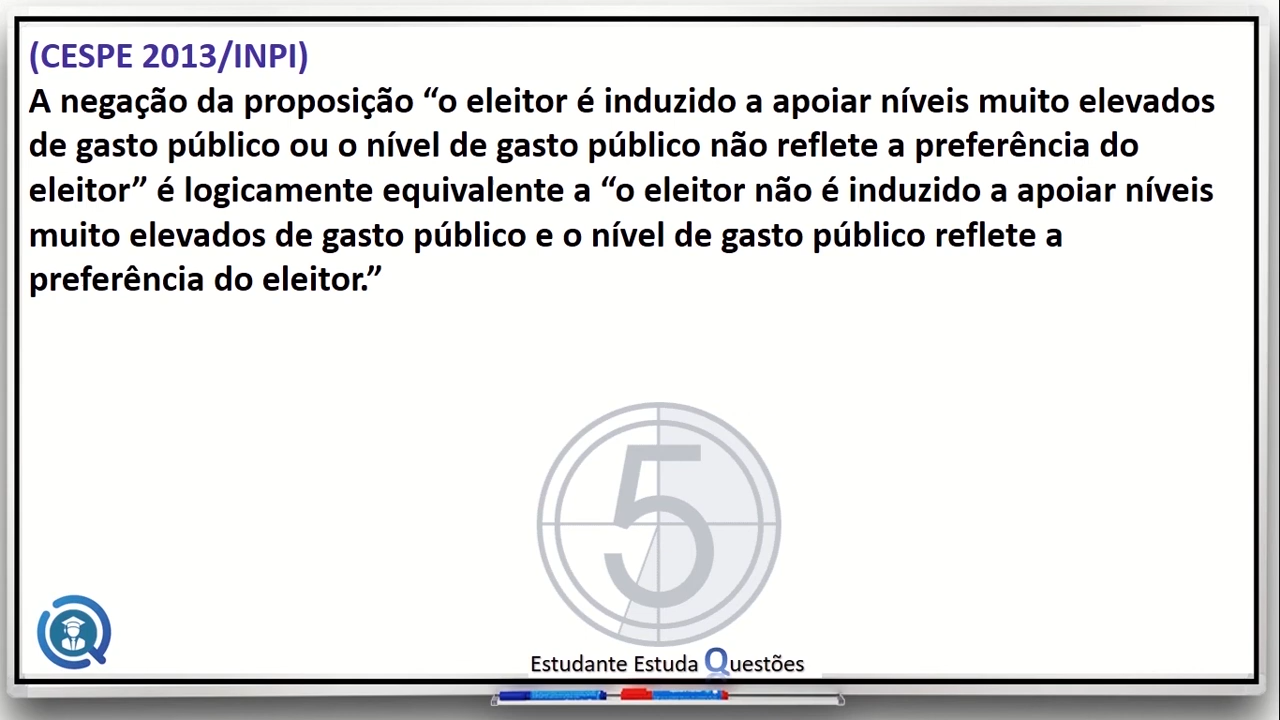 (CESPE 2013/INPI)
A negação da proposição “o eleitor é induzido a apoiar níveis muito elevados
de gasto público ou o nível de gasto público não reflete a preferência do
eleitor” é logicamente equivalente a “o eleitor não é induzido a apoiar níveis
muito elevados de gasto público e o nível de gasto público reflete a
preferência do eleitor.”
5
Estudante Estuda Questões